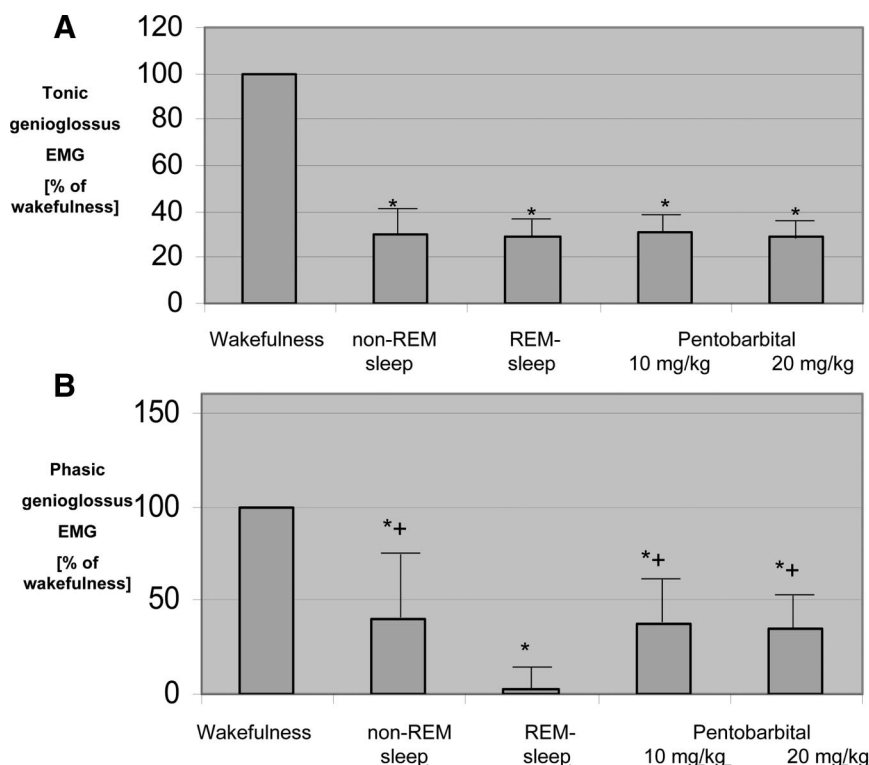 A
Tonic
genioglossus
EMG
[% of
wakefulness]
120
100
80
60
40
20
0
*
*
*
*
Wakefulness
non-REM
sleep
REM-
sleep
Pentobarbital
10 mg/kg
20 mg/kg
B
Phasic
genioglossus
EMG
[% of
wakefulness]
150
100
50
0
*+
*
*+
*+
Wakefulness
non-REM
sleep
REM-
sleep
Pentobarbital
10 mg/kg
20 mg/kg